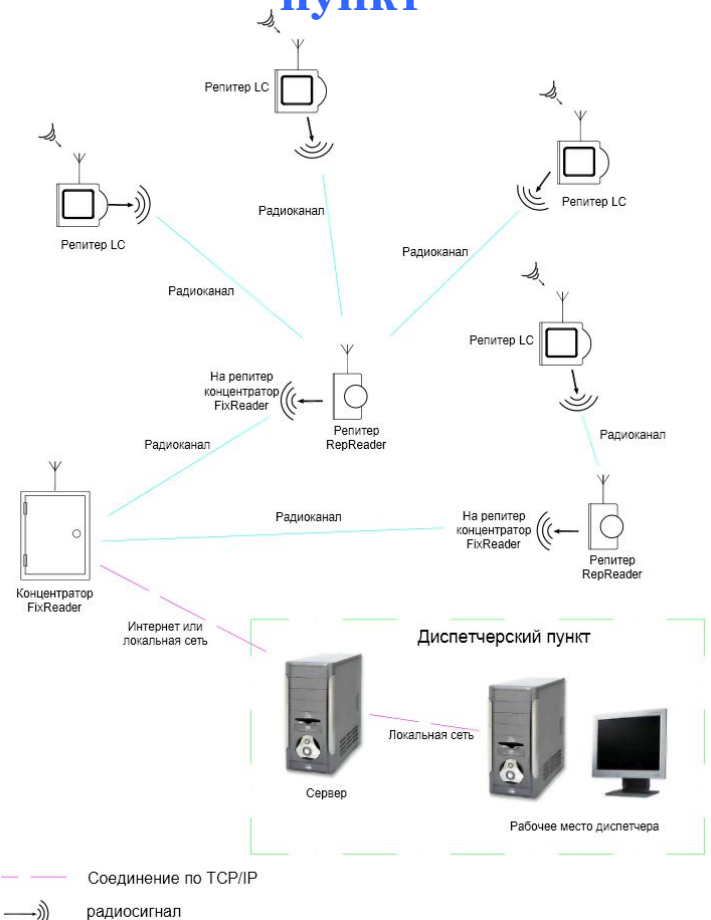 пункт
Репитер LC
Репитер LC
Репитер LC
Радиоканал
Радиоканал
Радиоканал
Репитер LC
На репитер
концентратор
FixReader
Репитер
RepReader
Радиоканал
Радиоканал
Радиоканал
На репитер
концентратор
FixReader
Репитер
RepReader
Концентратор
FixReader
Интернет или
локальная сеть
Диспетчерский пункт
Локальная сеть
Сервер
Рабочее место диспетчера
Соединение по TCP/IP
радиосигнал